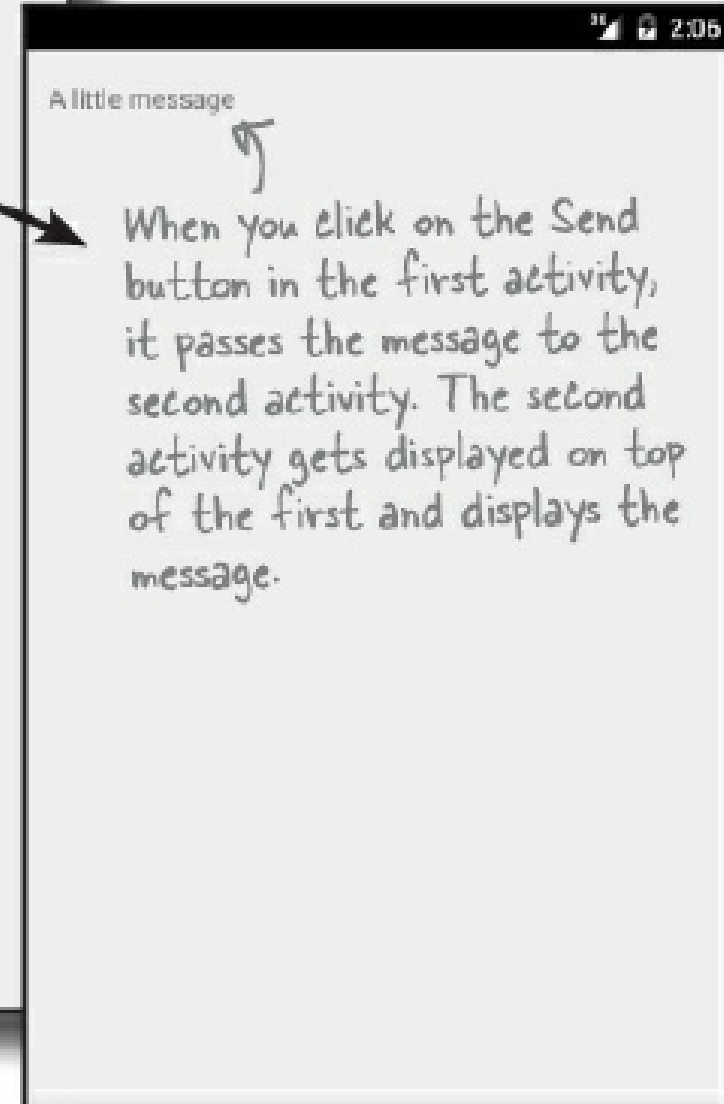 2:06
A little message
When you click on the Send
button in the first activity,
it passes the message to the
second activity. The second
activity gets displayed on top
of the first and displays the
message.